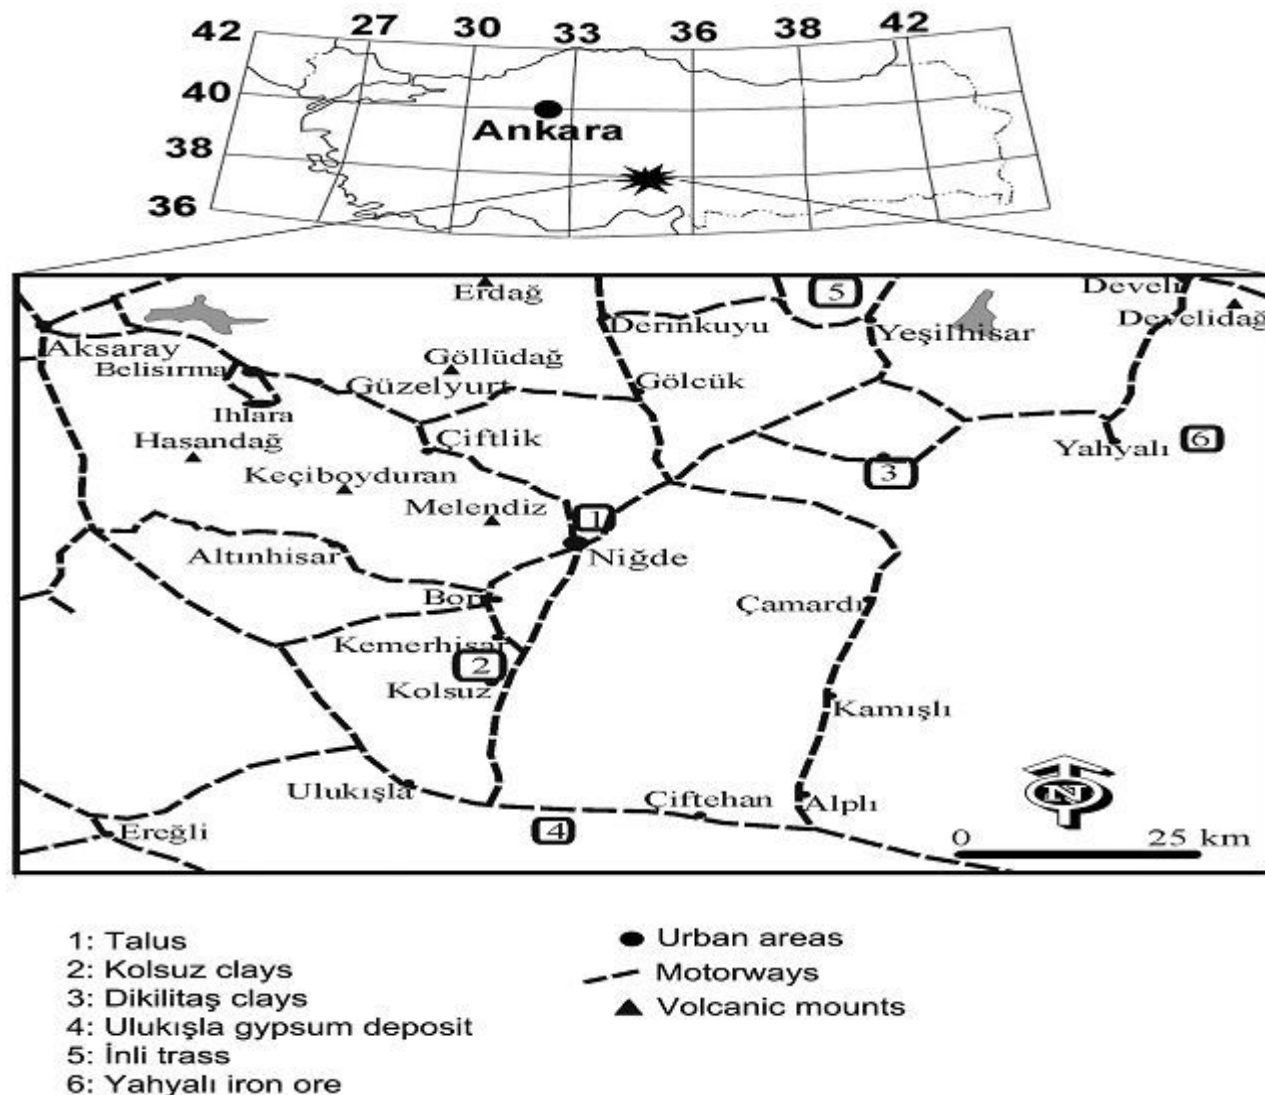 42 27 30 33 36 38 42
40
Ankara
38
36
Erdağ
5
Develi
Derinkuyu
Yeşilhisar
Develidağ
Aksaray
Göllüdağ
Belisırma
Güzelyurt
Gölcük
Ihlara
Hasandağ
Çiftlik
Yahyalı
6
Keçiboyduran
3
Melendiz
1
Altınhisar
Niğde
Bor
Çamardı
Kemerhisar
2
Kolsuz
Kamışlı
Ulukışla
Çiftehan
Alplı
N
Ereğli
4
0 25 km
1: Talus
2: Kolsuz clays
3: Dikilitaş clays
4: Ulukışla gypsum deposit
5: İnli trass
6: Yahyalı iron ore
Urban areas
Motorways
Volcanic mounts